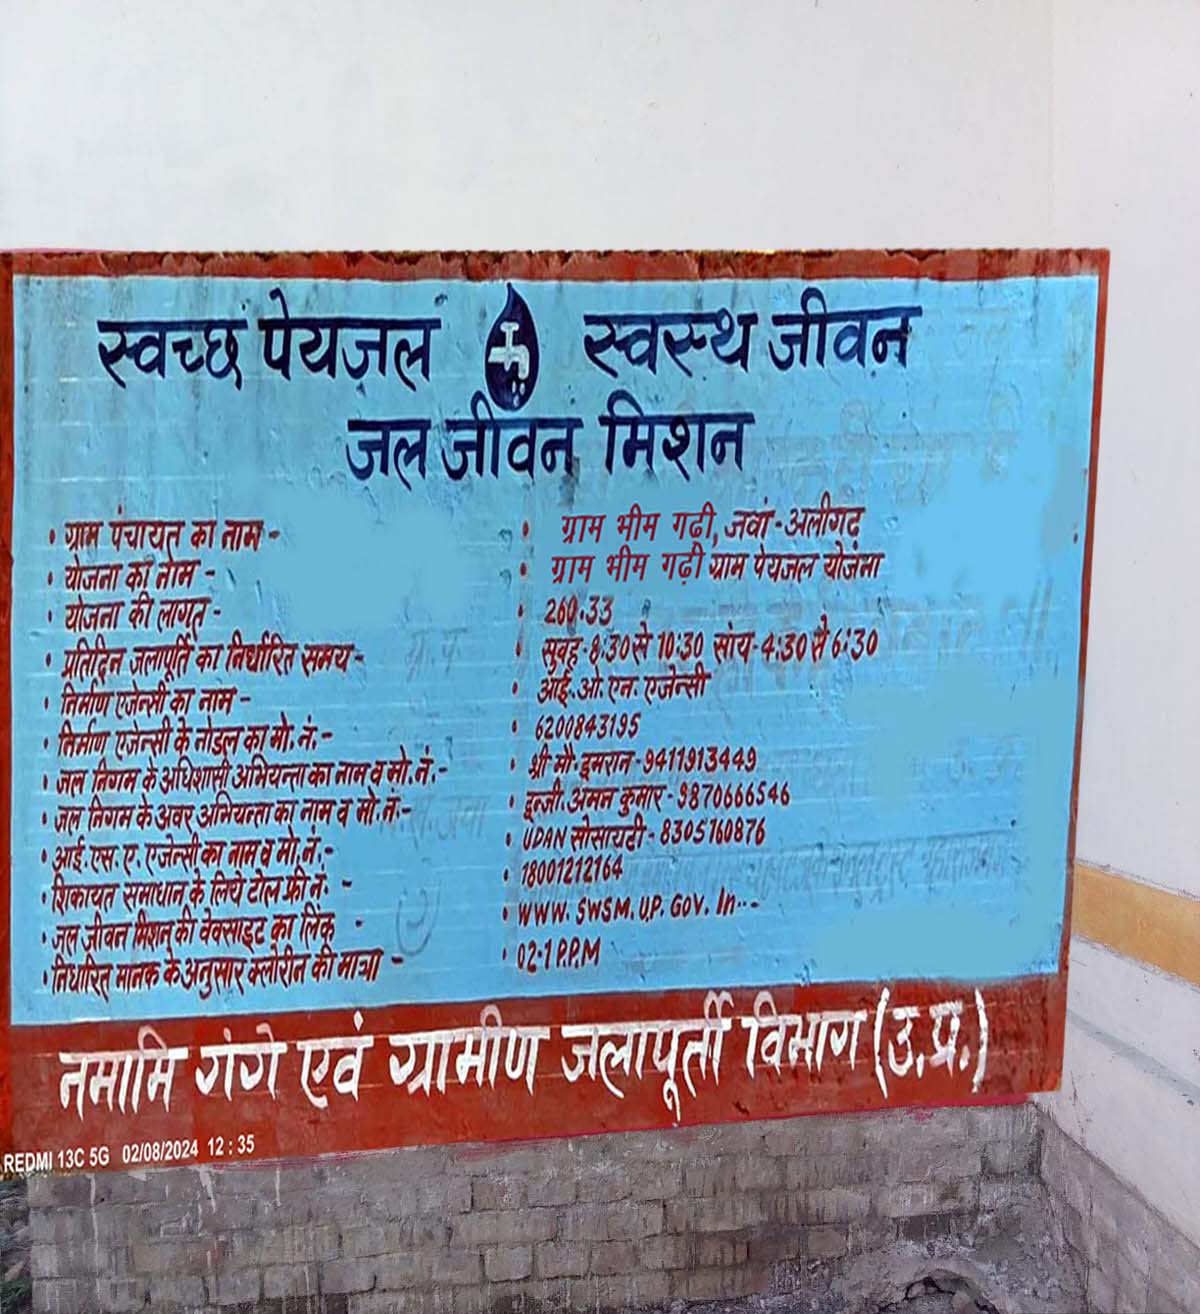 स्वच्छ पेयजल स्वस्थ जीवन
जल जीवन मिशन
• ग्राम पंचायत का नाम - • ग्राम भीम गढ़ी, जवां - अलीगढ़
• योजना का नाम - • ग्राम भीम गढ़ी ग्राम पेयजल योजना
• योजना की लागत - • 260.33
• प्रतिदिन जलापूर्ति का निर्धारित समय - • सुबह - 8:30 से 10:30 सांय - 4:30 से 6:30
• निर्माण एजेन्सी का नाम - • आई. ओ. एन. एजेन्सी
• निर्माण एजेन्सी के नोडल का मो. नं. - • 6200843195
• जल निगम के अधिशासी अभियन्ता का नाम व मो. नं. - • श्री मौ. इमरान - 9411913449
• जल निगम के अवर अभियन्ता का नाम व मो. नं. - • इन्जी. अमन कुमार - 9870666546
• आई. एस. ए. एजेन्सी का नाम व मो. नं. - • UDAN सोसायटी - 8305760876
• शिकायत समाधान के लिये टोल फ्री नं. - • 18001212164
• जल जीवन मिशन की वेबसाइट का लिंक - • WWW. SWSM. U.P. GOV. In..-
• निर्धारित मानक के अनुसार क्लोरीन की मात्रा - • 02.1 P.P.M
नमामि गंगे एवं ग्रामीण जलापूर्ती विभाग (उ.प्र.)
REDMI 13C 5G 02/08/2024 12 : 35